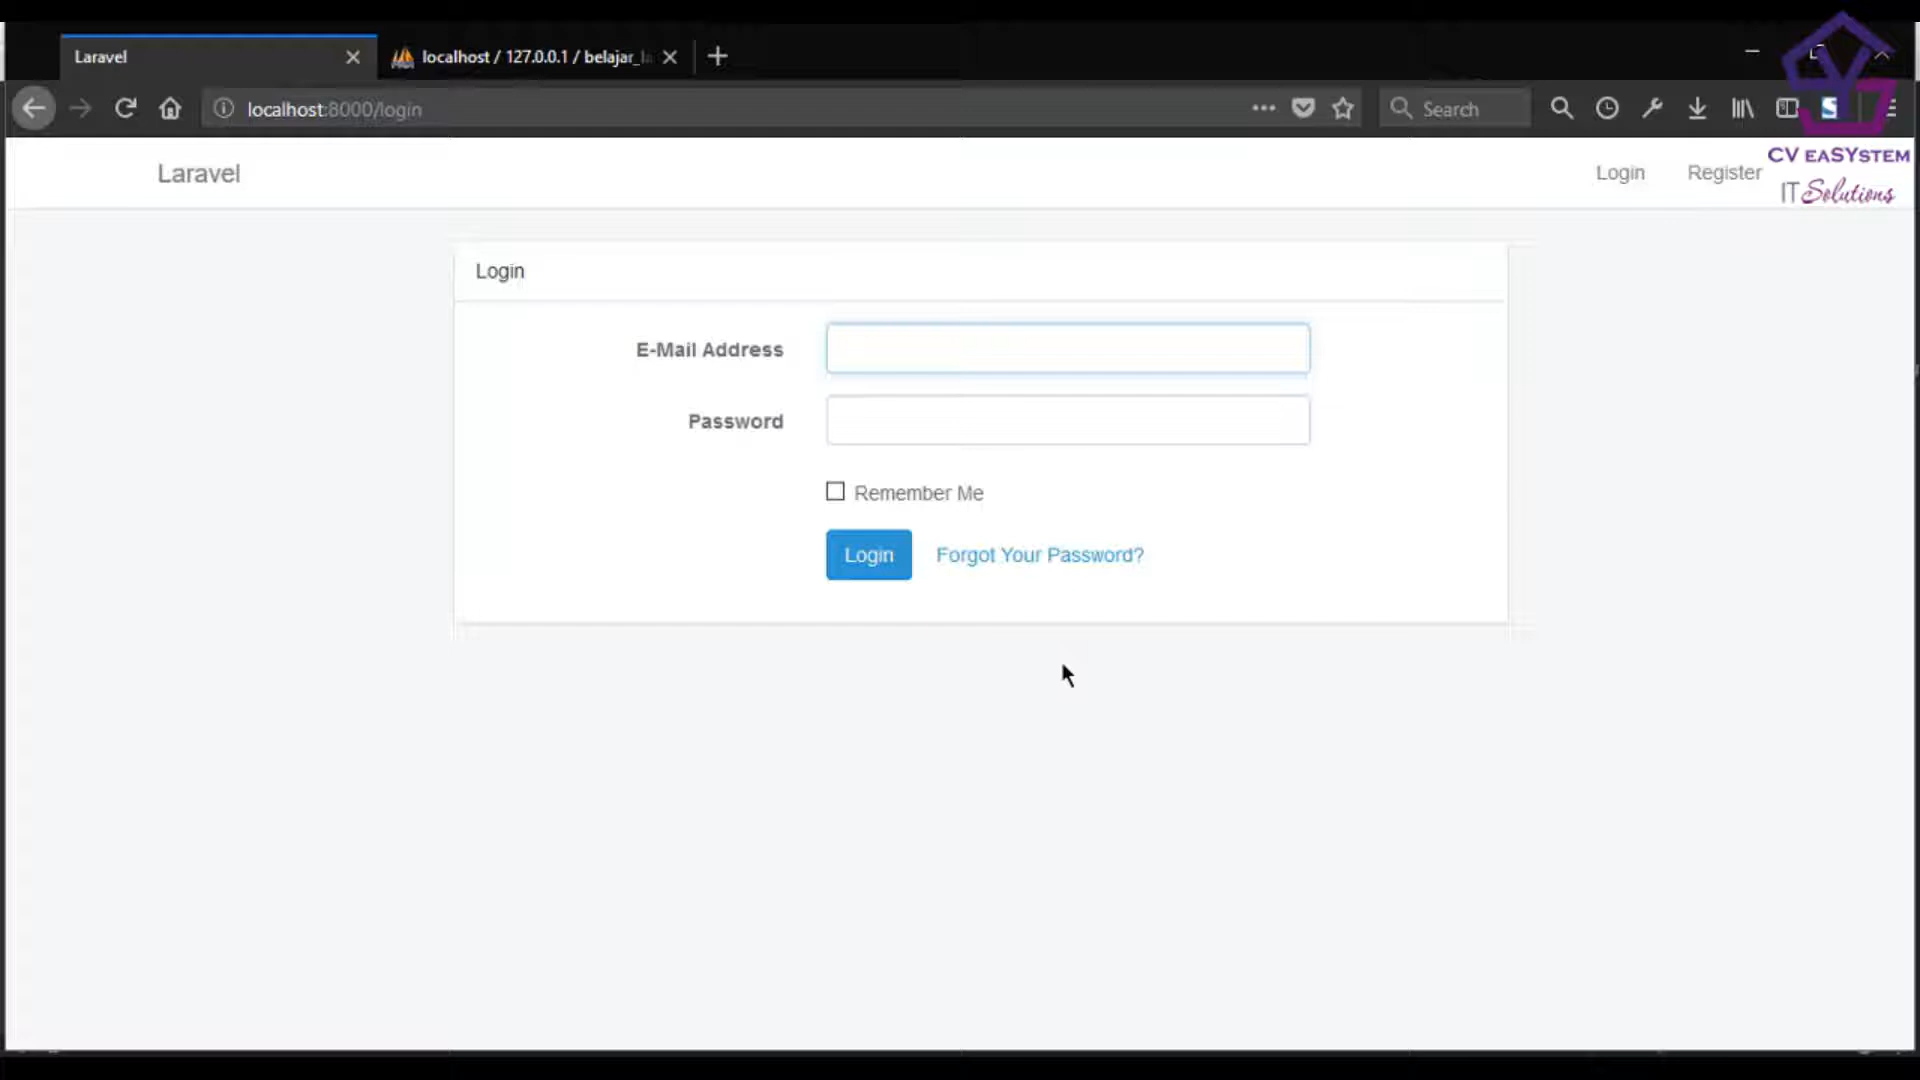 Laravel
localhost / 127.0.0.1 / belajar_la
localhost:8000/login
Search
Laravel
Login
Register
CV eaSYstem
IT Solutions
Login
E-Mail Address
Password
Remember Me
Login
Forgot Your Password?